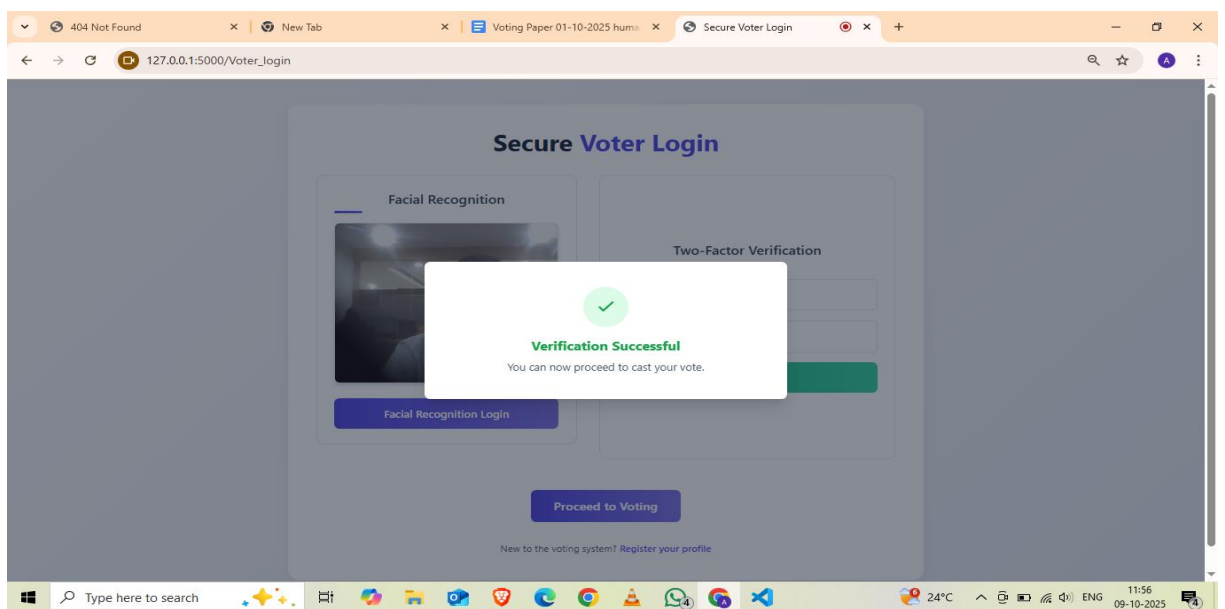 404 Not Found
New Tab
Voting Paper 01-10-2025 huma
Secure Voter Login
127.0.0.1:5000/Voter_login
A
Secure Voter Login
Facial Recognition
Two-Factor Verification
Verification Successful
You can now proceed to cast your vote.
Facial Recognition Login
Proceed to Voting
New to the voting system? Register your profile
Type here to search
4
A
24°C
ENG
11:56
09-10-2025
4